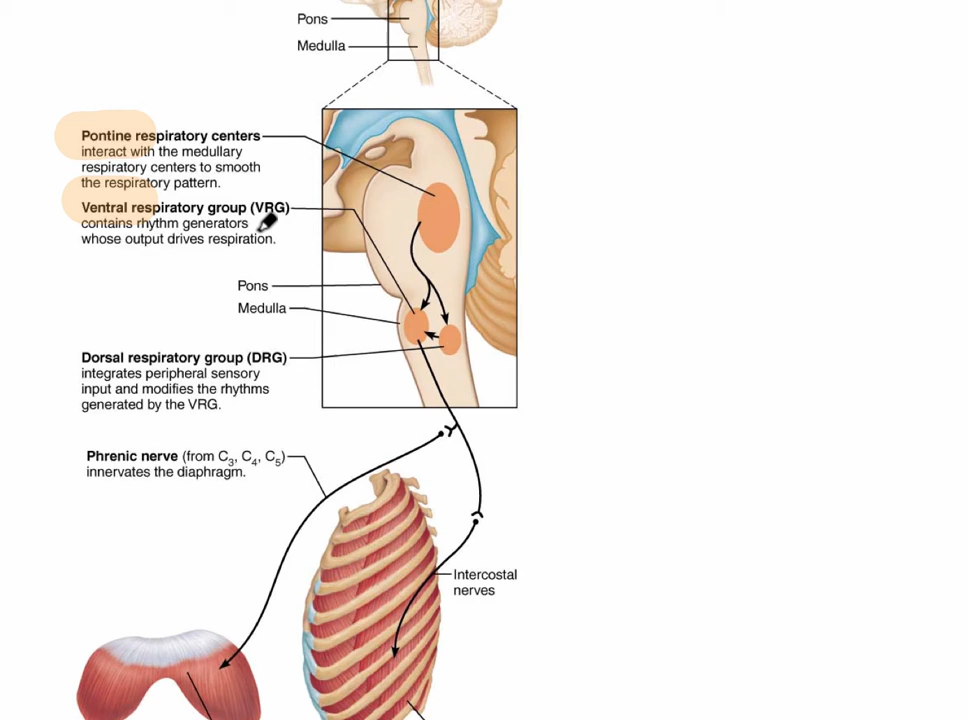 Pons
Medulla
Pontine respiratory centers
interact with the medullary
respiratory centers to smooth
the respiratory pattern.
Ventral respiratory group (VRG)
contains rhythm generators
whose output drives respiration.
Pons
Medulla
Dorsal respiratory group (DRG)
integrates peripheral sensory
input and modifies the rhythms
generated by the VRG.
Phrenic nerve (from C₃, C₄, C₅)
innervates the diaphragm.
Intercostal
nerves